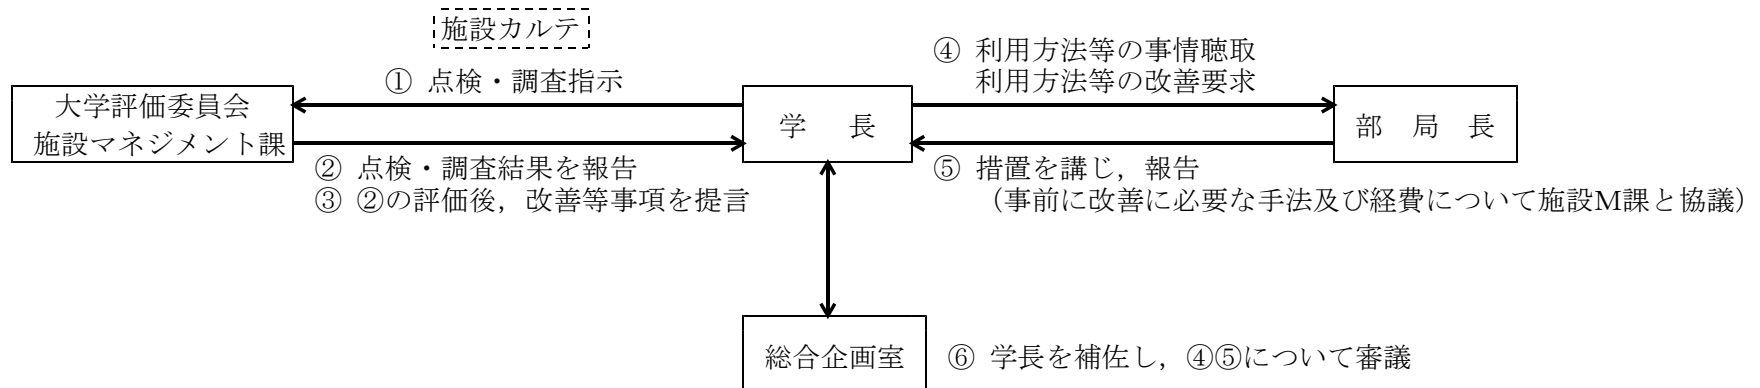 施設カルテ
④ 利用方法等の事情聴取
利用方法等の改善要求
① 点検・調査指示
大学評価委員会
施設マネジメント課
学 長
部 局 長
② 点検・調査結果を報告
③ ②の評価後，改善等事項を提言
⑤ 措置を講じ，報告
（事前に改善に必要な手法及び経費について施設M課と協議）
総合企画室
⑥ 学長を補佐し，④⑤について審議